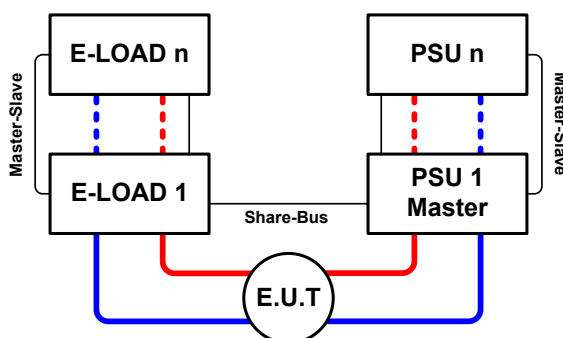 E-LOAD n
PSU n
Master-Slave
Master-Slave
E-LOAD 1
PSU 1
Master
Share-Bus
E.U.T